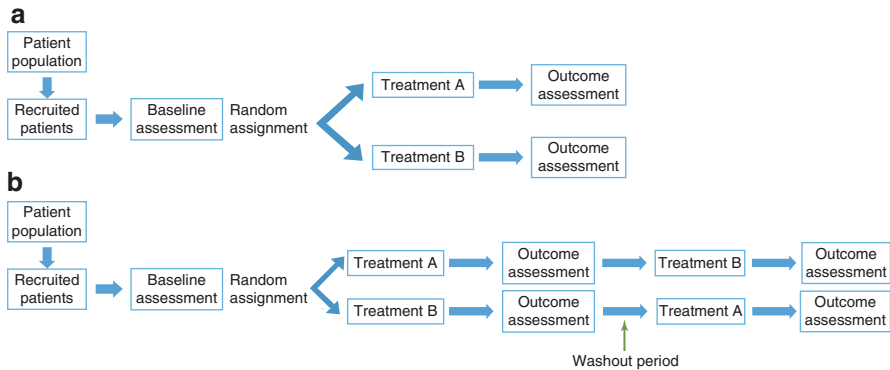 a
Patient
population
Recruited
patients
Baseline
assessment
Random
assignment
Treatment A
Outcome
assessment
Treatment B
Outcome
assessment
b
Patient
population
Recruited
patients
Baseline
assessment
Random
assignment
Treatment A
Outcome
assessment
Treatment B
Outcome
assessment
Treatment B
Outcome
assessment
Treatment A
Outcome
assessment
Washout period